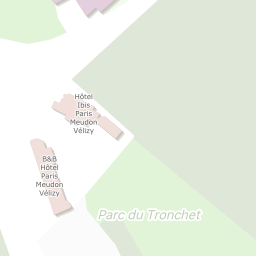 Hôtel
Ibis
Paris
Meudon
Vélizy
B&B
Hôtel
Paris
Meudon
Vélizy
Parc du Tronchet